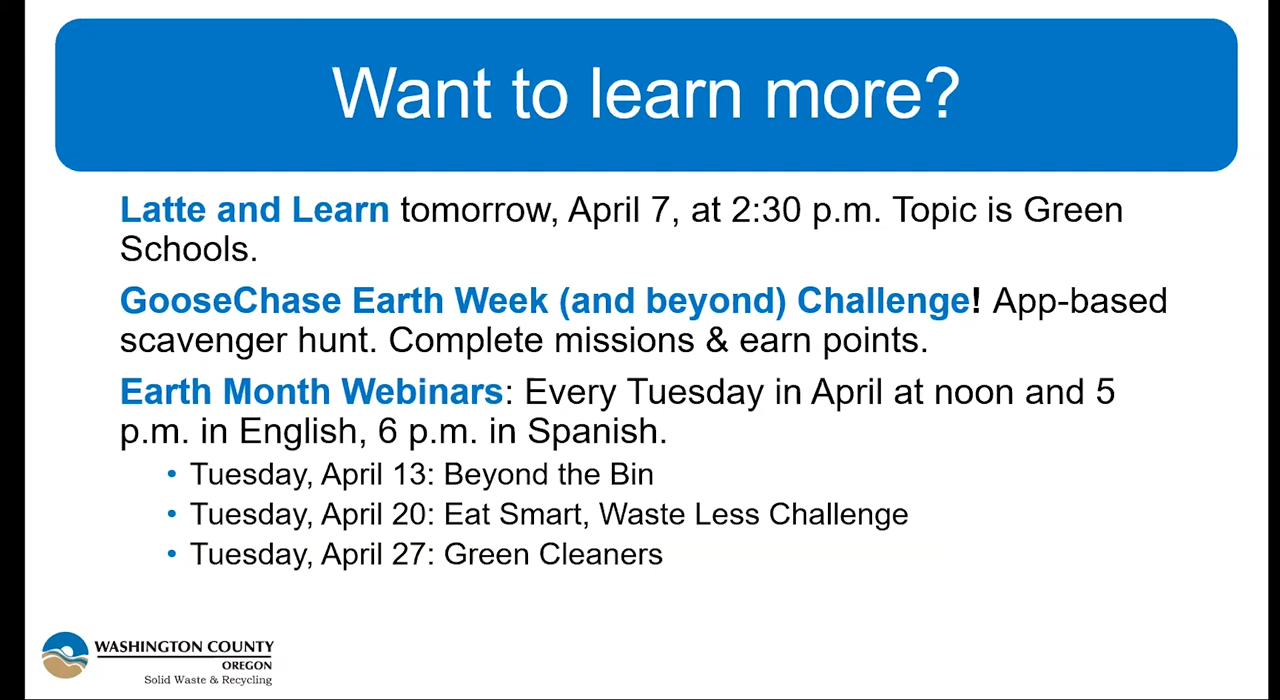 Want to learn more?
Latte and Learn tomorrow, April 7, at 2:30 p.m. Topic is Green
Schools.
GooseChase Earth Week (and beyond) Challenge! App-based
scavenger hunt. Complete missions & earn points.
Earth Month Webinars: Every Tuesday in April at noon and 5
p.m. in English, 6 p.m. in Spanish.
• Tuesday, April 13: Beyond the Bin
• Tuesday, April 20: Eat Smart, Waste Less Challenge
• Tuesday, April 27: Green Cleaners
WASHINGTON COUNTY
OREGON
Solid Waste & Recycling